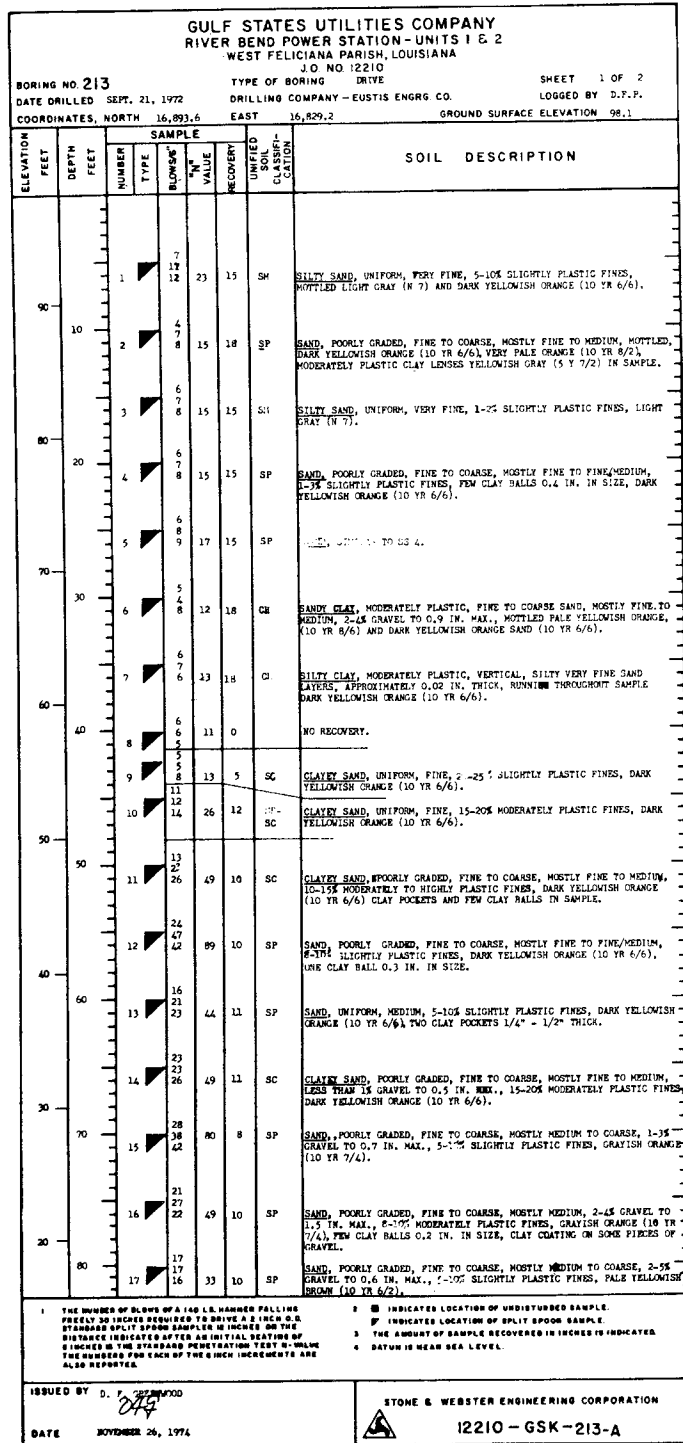 GULF STATES UTILITIES COMPANY
RIVER BEND POWER STATION-UNITS 1 & 2
WEST FELICIANA PARISH, LOUISIANA
J.O. NO. 12210
BORING NO. 213 TYPE OF BORING DRIVE SHEET 1 OF 2
DATE DRILLED SEPT. 21, 1972 DRILLING COMPANY - EUSTIS ENGRG. CO. LOGGED BY D.F.P.
COORDINATES, NORTH 16,893.6 EAST 16,829.2 GROUND SURFACE ELEVATION 98.1
ELEVATION FEET DEPTH FEET SAMPLE NUMBER TYPE BLOWS/6" "N" VALUE RECOVERY UNIFIED SOIL CLASSIFI-CATION SOIL DESCRIPTION
7
1 11 23 15 SM SILTY SAND, UNIFORM, VERY FINE, 5-10% SLIGHTLY PLASTIC FINES,
12 MOTTLED LIGHT GRAY (N 7) AND DARK YELLOWISH ORANGE (10 YR 6/6).
90
10 4
7
2 8 15 18 SP SAND, POORLY GRADED, FINE TO COARSE, MOSTLY FINE TO MEDIUM, MOTTLED,
DARK YELLOWISH ORANGE (10 YR 6/6), VERY PALE ORANGE (10 YR 8/2),
MODERATELY PLASTIC CLAY LENSES YELLOWISH GRAY (5 Y 7/2) IN SAMPLE.
6
7
3 8 15 15 SM SILTY SAND, UNIFORM, VERY FINE, 1-2% SLIGHTLY PLASTIC FINES, LIGHT
GRAY (N 7).
80
20 6
7
4 8 15 15 SP SAND, POORLY GRADED, FINE TO COARSE, MOSTLY FINE TO FINE/MEDIUM,
1-3% SLIGHTLY PLASTIC FINES, FEW CLAY BALLS 0.4 IN. IN SIZE, DARK
YELLOWISH ORANGE (10 YR 6/6).
6
8
5 9 17 15 SP TO SS 4.
70
30 5
4
6 8 12 18 CH SANDY CLAY, MODERATELY PLASTIC, FINE TO COARSE SAND, MOSTLY FINE TO
MEDIUM, 2-4% GRAVEL TO 0.9 IN. MAX., MOTTLED PALE YELLOWISH ORANGE,
(10 YR 8/6) AND DARK YELLOWISH ORANGE SAND (10 YR 6/6).
6
7
7 6 13 18 SILTY CLAY, MODERATELY PLASTIC, VERTICAL, SILTY VERY FINE SAND
LAYERS, APPROXIMATELY 0.02 IN. THICK, RUNNING THROUGHOUT SAMPLE
DARK YELLOWISH ORANGE (10 YR 6/6).
60
40 6
6 11 0 NO RECOVERY.
8 5
5
5
9 8 13 5 SC CLAYEY SAND, UNIFORM, FINE, SLIGHTLY PLASTIC FINES, DARK
YELLOWISH ORANGE (10 YR 6/6).
11
12
10 14 26 12 SC CLAYEY SAND, UNIFORM, FINE, 15-20% MODERATELY PLASTIC FINES, DARK
YELLOWISH ORANGE (10 YR 6/6).
50
50 13
11 26 49 10 SC CLAYEY SAND, POORLY GRADED, FINE TO COARSE, MOSTLY FINE TO MEDIUM,
10-15% MODERATELY TO HIGHLY PLASTIC FINES, DARK YELLOWISH ORANGE
(10 YR 6/6) CLAY POCKETS AND FEW CLAY BALLS IN SAMPLE.
24
47
12 42 89 10 SP SAND, POORLY GRADED, FINE TO COARSE, MOSTLY FINE TO FINE/MEDIUM,
8-10% SLIGHTLY PLASTIC FINES, DARK YELLOWISH ORANGE (10 YR 6/6),
ONE CLAY BALL 0.3 IN. IN SIZE.
40
60 16
21
13 23 44 11 SP SAND, UNIFORM, MEDIUM, 5-10% SLIGHTLY PLASTIC FINES, DARK YELLOWISH
ORANGE (10 YR 6/6), TWO CLAY POCKETS 1/4" - 1/2" THICK.
23
23
14 26 49 11 SC CLAYEY SAND, POORLY GRADED, FINE TO COARSE, MOSTLY FINE TO MEDIUM,
LESS THAN 1% GRAVEL TO 0.5 IN. MAX., 15-20% MODERATELY PLASTIC FINES,
DARK YELLOWISH ORANGE (10 YR 6/6).
30
70 28
38
15 42 80 8 SP SAND, POORLY GRADED, FINE TO COARSE, MOSTLY MEDIUM TO COARSE, 1-3%
GRAVEL TO 0.7 IN. MAX., SLIGHTLY PLASTIC FINES, GRAYISH ORANGE
(10 YR 7/4).
21
27
16 22 49 10 SP SAND, POORLY GRADED, FINE TO COARSE, MOSTLY MEDIUM, 2-4% GRAVEL TO
1.5 IN. MAX., 8-10% MODERATELY PLASTIC FINES, GRAYISH ORANGE (10 YR
7/4), FEW CLAY BALLS 0.2 IN. IN SIZE, CLAY COATING ON SOME PIECES OF
GRAVEL.
20
80 17
17
17 16 33 10 SP SAND, POORLY GRADED, FINE TO COARSE, MOSTLY MEDIUM TO COARSE, 2-5%
GRAVEL TO 0.6 IN. MAX., SLIGHTLY PLASTIC FINES, PALE YELLOWISH
BROWN (10 YR 6/2).
1 THE NUMBER OF BLOWS OF A 140 LB. HAMMER FALLING
FREELY 30 INCHES REQUIRED TO DRIVE A 2 INCH O.D.
STANDARD SPLIT SPOON SAMPLER 12 INCHES OR THE
DISTANCE INDICATED AFTER AN INITIAL SEATING OF
6 INCHES IS THE STANDARD PENETRATION TEST N-VALUE
THE NUMBERS FOR EACH OF THE 6 INCH INCREMENTS ARE
ALSO REPORTED.
2 INDICATES LOCATION OF UNDISTURBED SAMPLE.
INDICATES LOCATION OF SPLIT SPOON SAMPLE.
3 THE AMOUNT OF SAMPLE RECOVERED IN INCHES IS INDICATED
4 DATUM IS MEAN SEA LEVEL.
ISSUED BY D. F. GREENWOOD
DATE NOVEMBER 26, 1974
STONE & WEBSTER ENGINEERING CORPORATION
12210-GSK-213-A